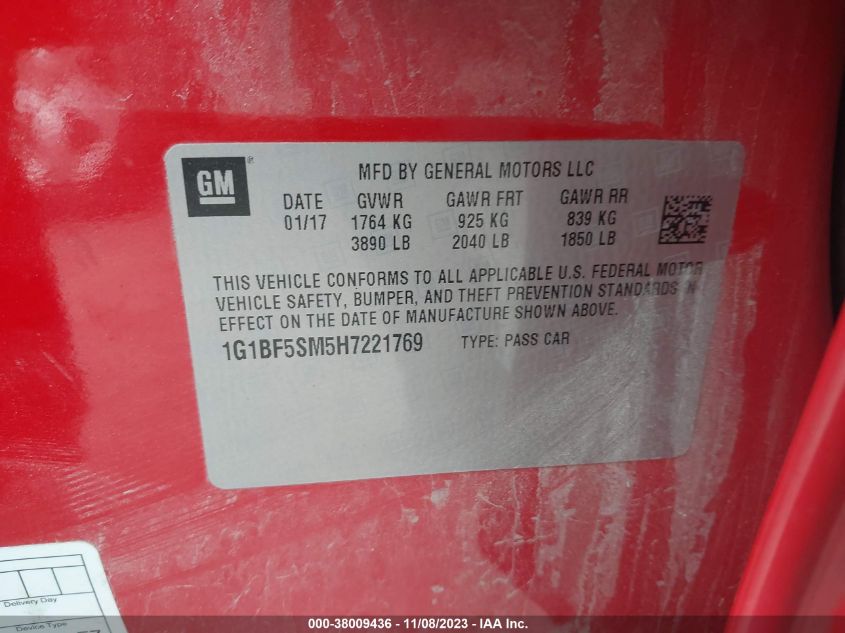 GM ®
MFD BY GENERAL MOTORS LLC
DATE GVWR GAWR FRT GAWR RR
01/17 1764 KG 925 KG 839 KG
3890 LB 2040 LB 1850 LB
THIS VEHICLE CONFORMS TO ALL APPLICABLE U.S. FEDERAL MOTOR
VEHICLE SAFETY, BUMPER, AND THEFT PREVENTION STANDARDS IN
EFFECT ON THE DATE OF MANUFACTURE SHOWN ABOVE.
1G1BF5SM5H7221769 TYPE: PASS CAR
Delivery Day
Device Type
000-38009436 - 11/08/2023 - IAA Inc.